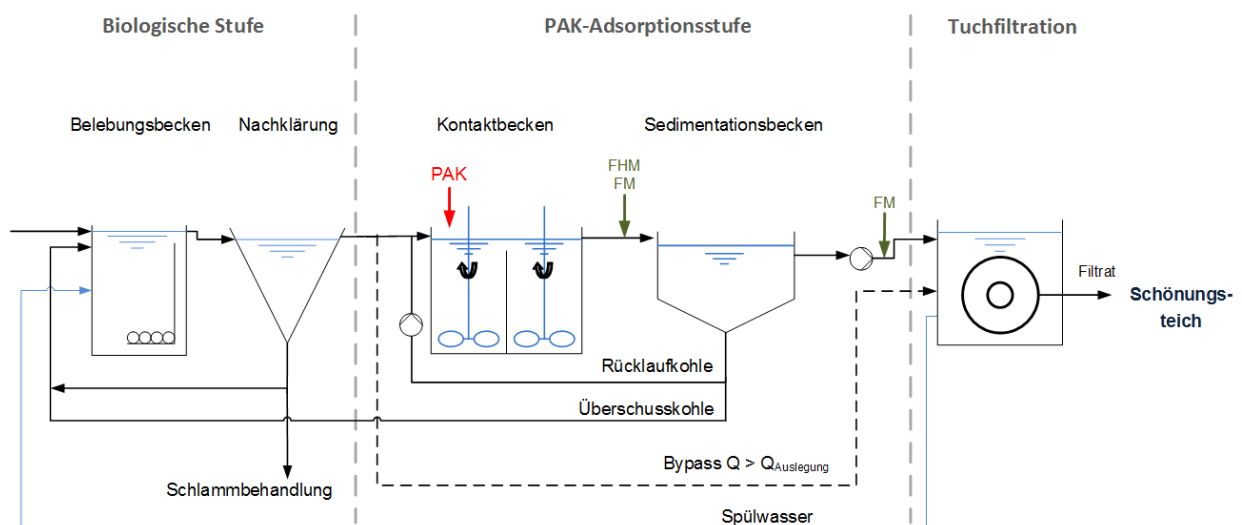 Biologische Stufe
PAK-Adsorptionsstufe
Tuchfiltration
Belebungsbecken
Nachklärung
Kontaktbecken
Sedimentationsbecken
PAK
FHM
FM
FM
Filtrat
Schönungs-
teich
Rücklaufkohle
Überschusskohle
Bypass Q > QAuslegung
Schlammbehandlung
Spülwasser